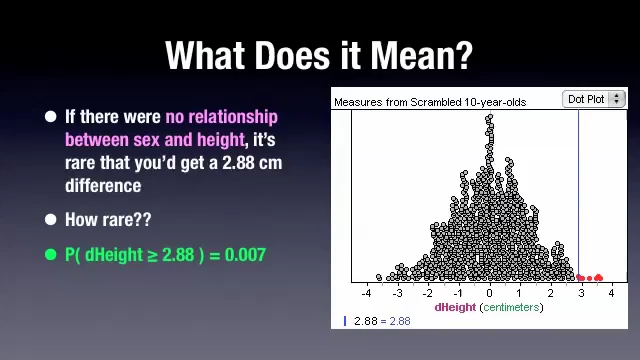 What Does it Mean?
If there were no relationship
between sex and height, it's
rare that you'd get a 2.88 cm
difference
How rare??
P( dHeight ≥ 2.88 ) = 0.007
Measures from Scrambled 10-year-olds
Dot Plot
-4 -3 -2 -1 0 1 2 3 4
dHeight (centimeters)
2.88 = 2.88